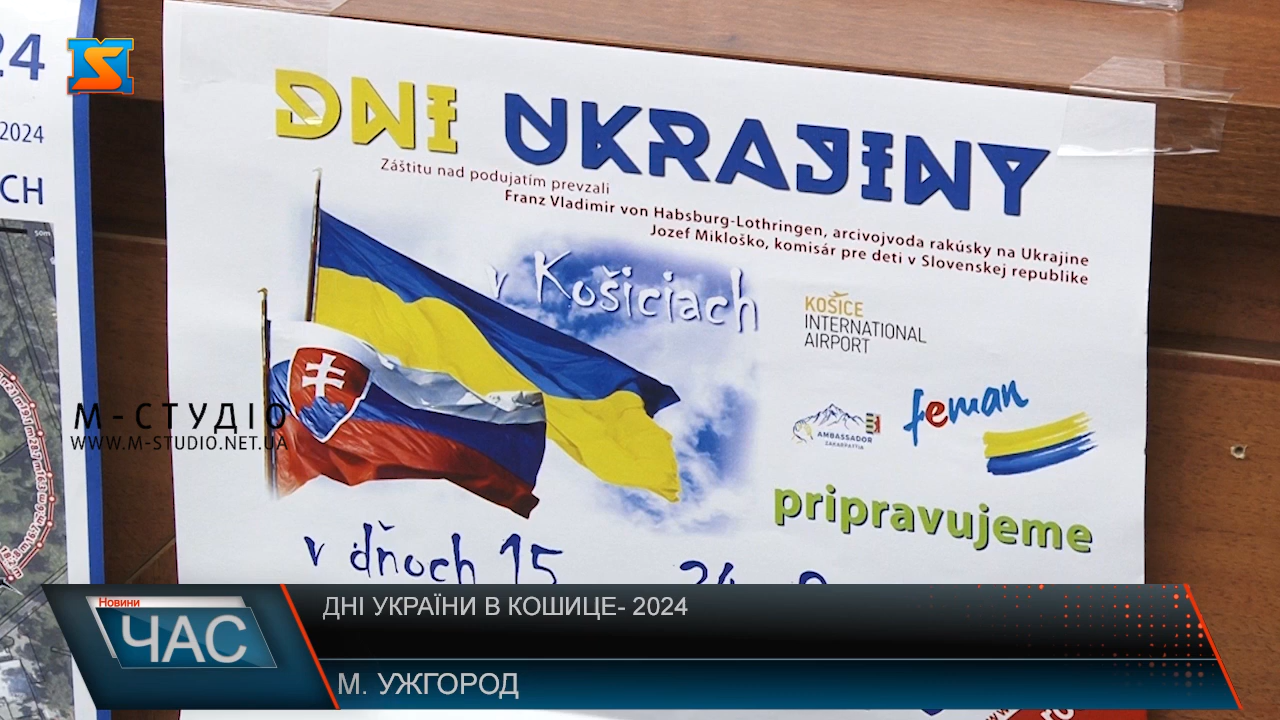 24
2024
CH
50m
DNI UKRAJINY
Záštitu nad podujatím prevzali
Franz Vladimir von Habsburg-Lothringen, arcivojvoda rakúsky na Ukrajine
Jozef Mikloško, komisár pre deti v Slovenskej republike
v Košiciach
KOŠICE
INTERNATIONAL
AIRPORT
AMBASSADOR
ZAKARPATTIA
feman
pripravujeme
v dňoch 15
М-СТУДІО
WWW.M-STUDIO.NET.UA
Новини
ЧАС
ДНІ УКРАЇНИ В КОШИЦЕ- 2024
М. УЖГОРОД